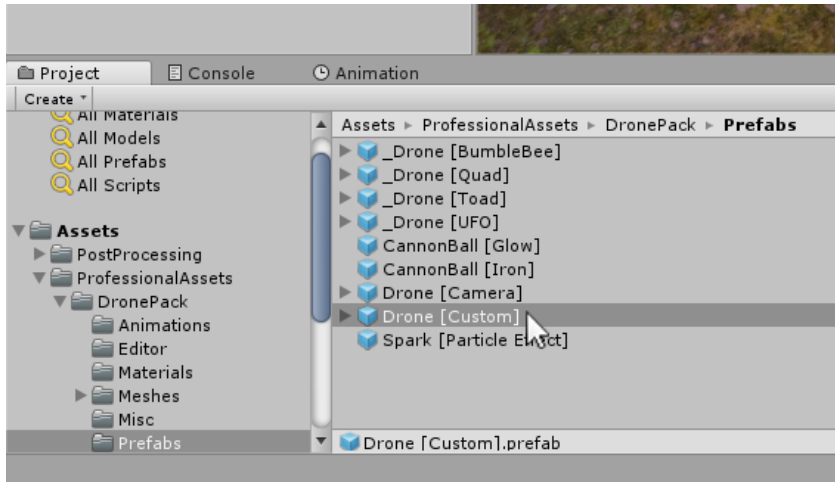 Project Console Animation
Create
All Materials
All Models
All Prefabs
All Scripts
Assets
PostProcessing
ProfessionalAssets
DronePack
Animations
Editor
Materials
Meshes
Misc
Prefabs
Assets ProfessionalAssets DronePack Prefabs
_Drone [BumbleBee]
_Drone [Quad]
_Drone [Toad]
_Drone [UFO]
CannonBall [Glow]
CannonBall [Iron]
Drone [Camera]
Drone [Custom]
Spark [Particle Effect]
Drone [Custom].prefab